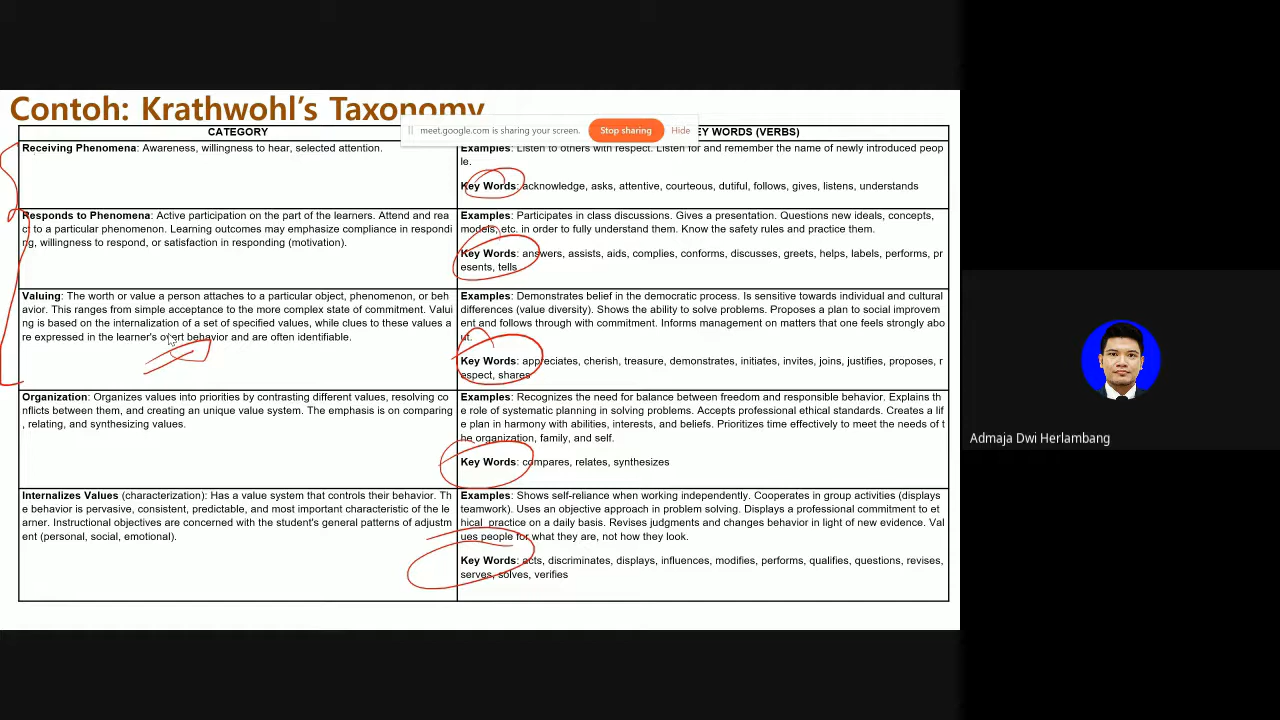 Contoh: Krathwohl's Taxonomy
meet.google.com is sharing your screen.
Stop sharing
Hide
CATEGORY
EY WORDS (VERBS)
Receiving Phenomena: Awareness, willingness to hear, selected attention.
Examples: Listen to others with respect. Listen for and remember the name of newly introduced peop
le.
Key Words: acknowledge, asks, attentive, courteous, dutiful, follows, gives, listens, understands
Responds to Phenomena: Active participation on the part of the learners. Attend and rea
ct to a particular phenomenon. Learning outcomes may emphasize compliance in respondi
ng, willingness to respond, or satisfaction in responding (motivation).
Examples: Participates in class discussions. Gives a presentation. Questions new ideals, concepts,
models, etc. in order to fully understand them. Know the safety rules and practice them.
Key Words: answers, assists, aids, complies, conforms, discusses, greets, helps, labels, performs, pr
esents, tells
Valuing: The worth or value a person attaches to a particular object, phenomenon, or beh
avior. This ranges from simple acceptance to the more complex state of commitment. Valui
ng is based on the internalization of a set of specified values, while clues to these values a
re expressed in the learner's overt behavior and are often identifiable.
Examples: Demonstrates belief in the democratic process. Is sensitive towards individual and cultural
differences (value diversity). Shows the ability to solve problems. Proposes a plan to social improvem
ent and follows through with commitment. Informs management on matters that one feels strongly abo
ut.
Key Words: appreciates, cherish, treasure, demonstrates, initiates, invites, joins, justifies, proposes, r
espect, shares
Organization: Organizes values into priorities by contrasting different values, resolving co
nflicts between them, and creating an unique value system. The emphasis is on comparing
, relating, and synthesizing values.
Examples: Recognizes the need for balance between freedom and responsible behavior. Explains th
e role of systematic planning in solving problems. Accepts professional ethical standards. Creates a lif
e plan in harmony with abilities, interests, and beliefs. Prioritizes time effectively to meet the needs of t
he organization, family, and self.
Key Words: compares, relates, synthesizes
Internalizes Values (characterization): Has a value system that controls their behavior. Th
e behavior is pervasive, consistent, predictable, and most important characteristic of the le
arner. Instructional objectives are concerned with the student's general patterns of adjustm
ent (personal, social, emotional).
Examples: Shows self-reliance when working independently. Cooperates in group activities (displays
teamwork). Uses an objective approach in problem solving. Displays a professional commitment to et
hical practice on a daily basis. Revises judgments and changes behavior in light of new evidence. Val
ues people for what they are, not how they look.
Key Words: acts, discriminates, displays, influences, modifies, performs, qualifies, questions, revises,
serves, solves, verifies
Admaja Dwi Herlambang